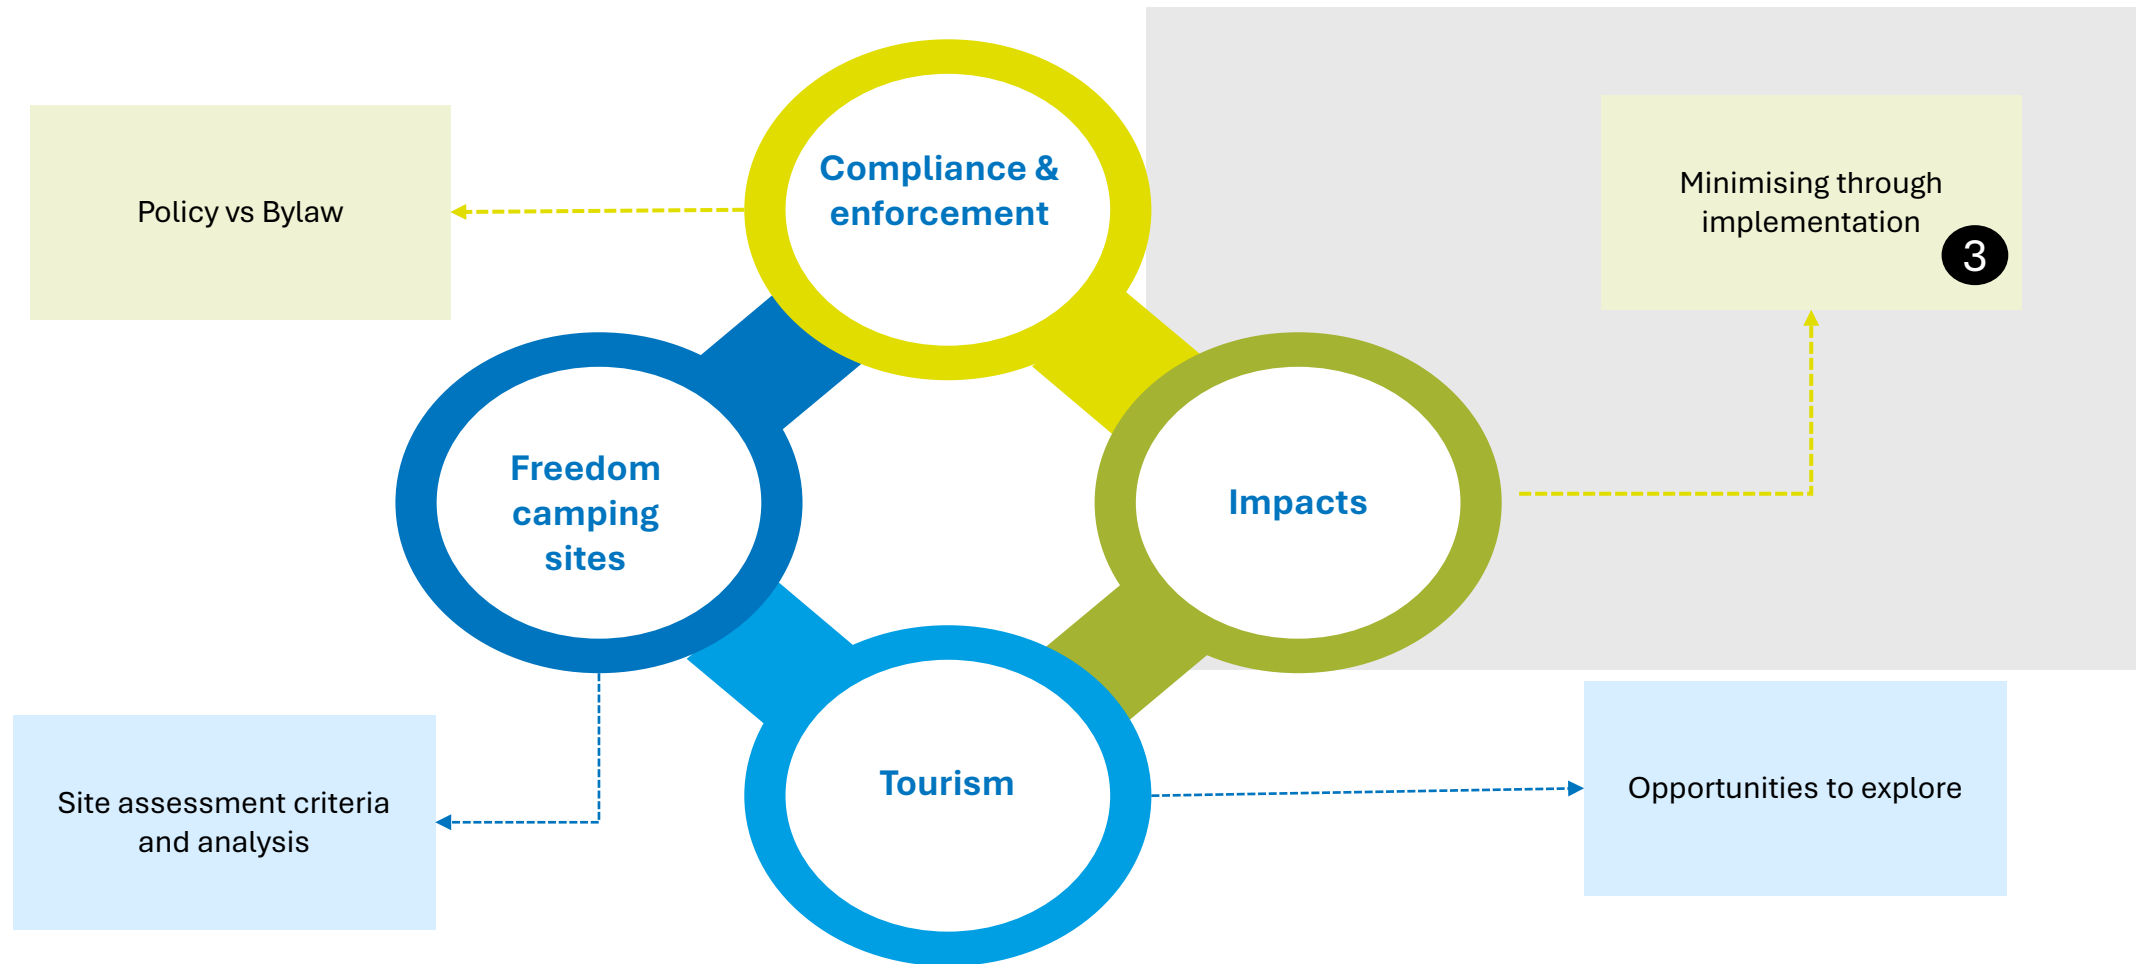 Compliance &
enforcement
Policy vs Bylaw
Minimising through
implementation
3
Freedom
camping
sites
Impacts
Tourism
Opportunities to explore
Site assessment criteria
and analysis